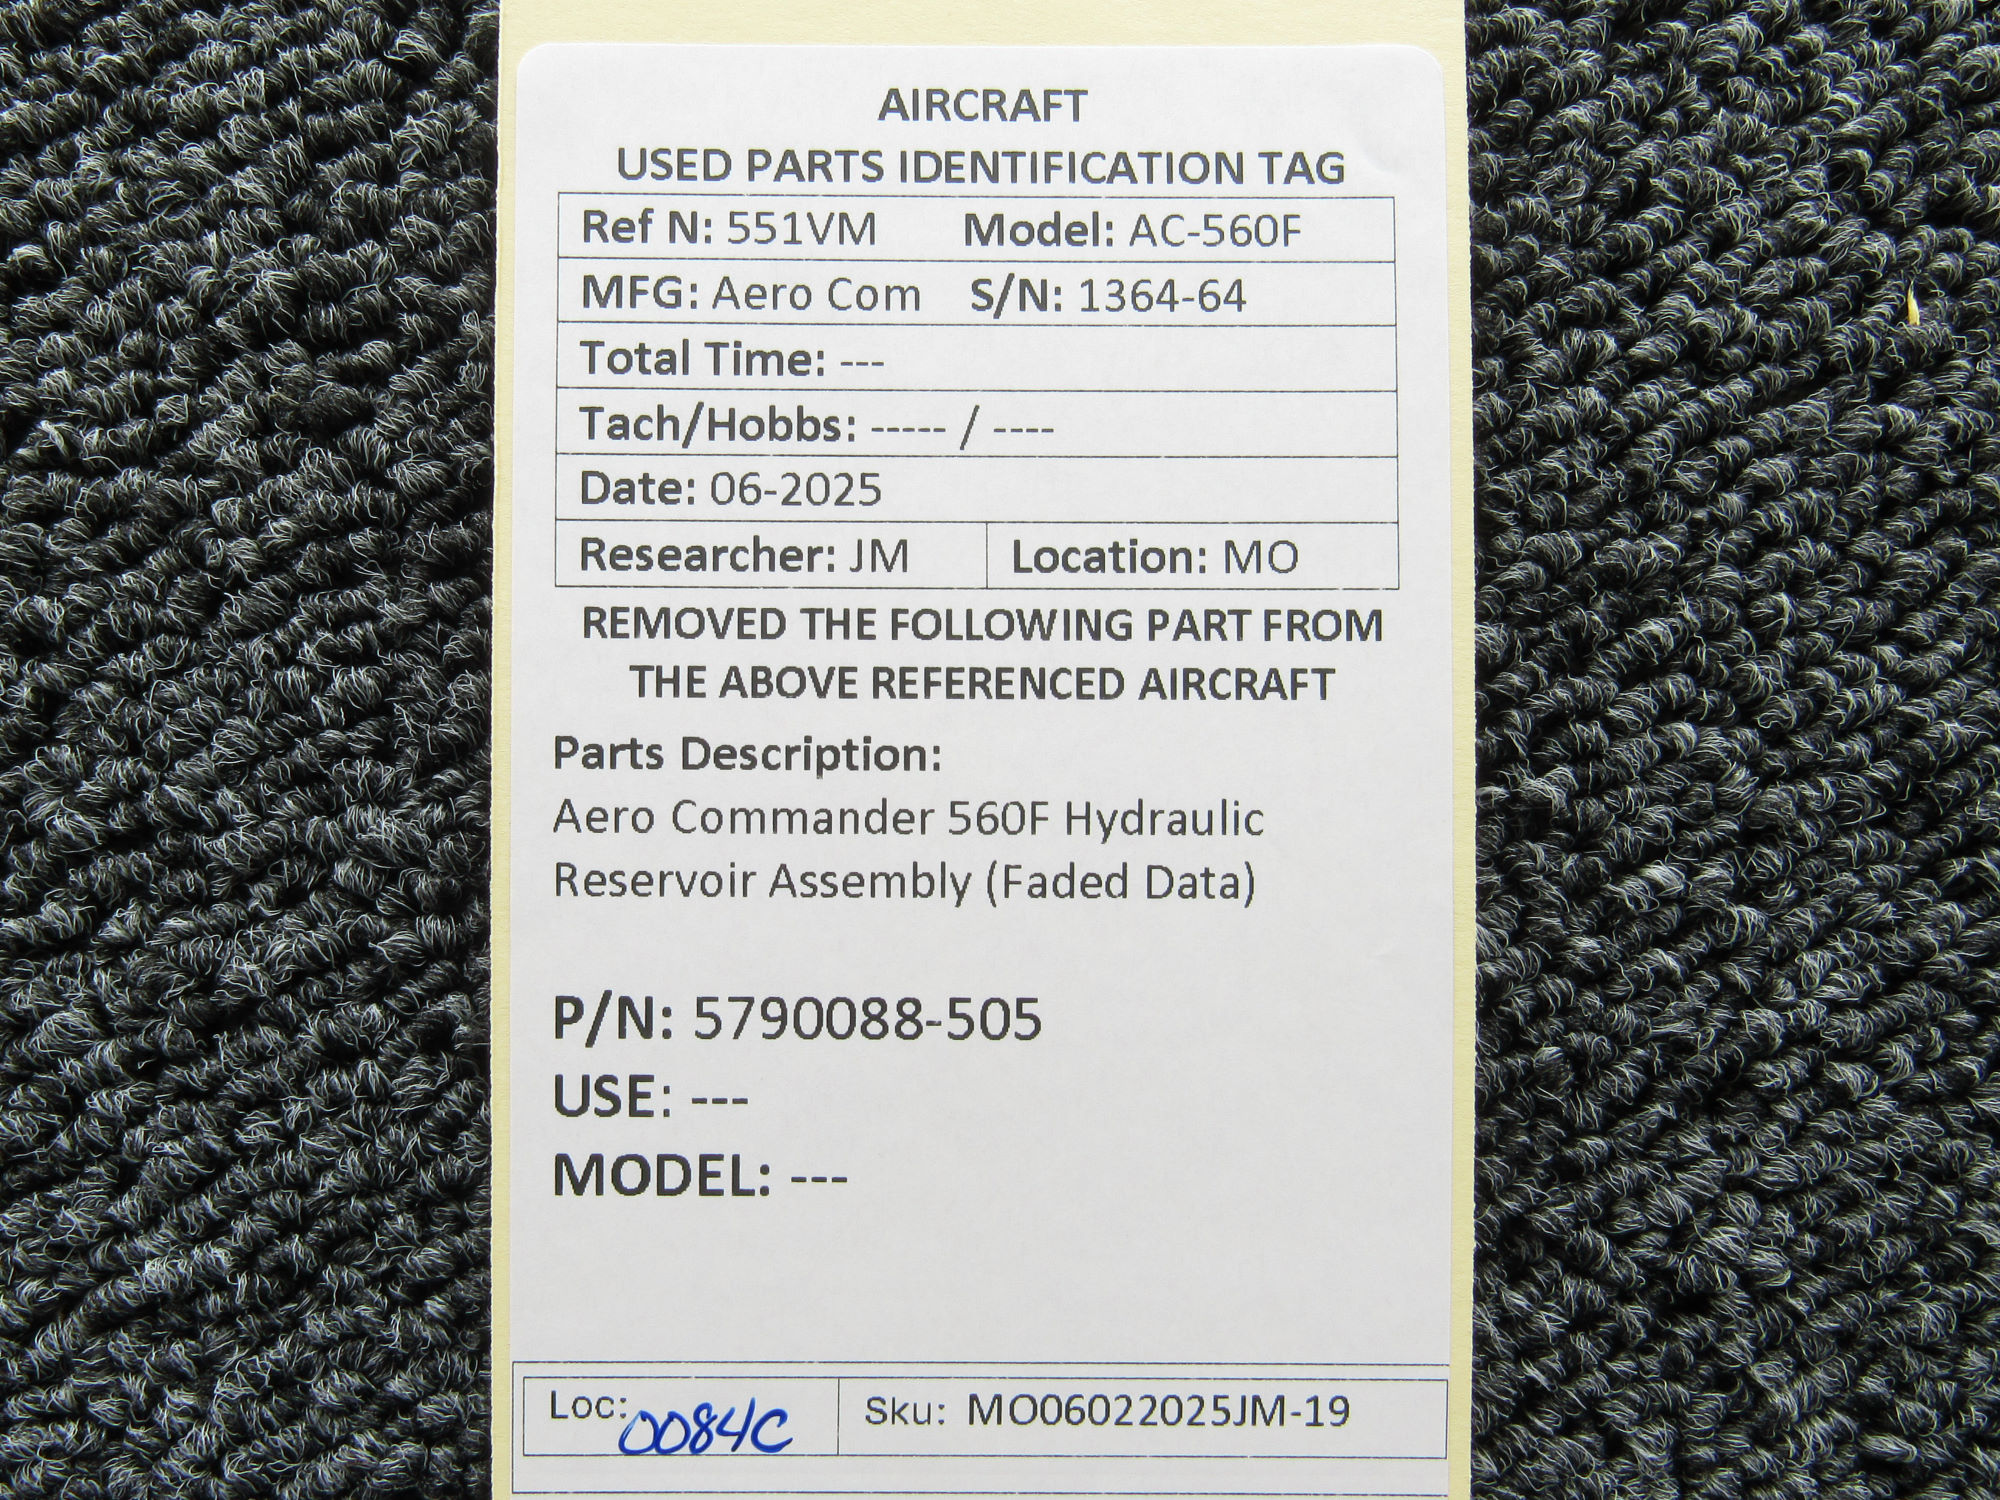 AIRCRAFT
USED PARTS IDENTIFICATION TAG
Ref N: 551VM Model: AC-560F
MFG: Aero Com S/N: 1364-64
Total Time: ---
Tach/Hobbs: ----- / ----
Date: 06-2025
Researcher: JM Location: MO
REMOVED THE FOLLOWING PART FROM
THE ABOVE REFERENCED AIRCRAFT
Parts Description:
Aero Commander 560F Hydraulic
Reservoir Assembly (Faded Data)
P/N: 5790088-505
USE: ---
MODEL: ---
Loc: 0084C Sku: MO06022025JM-19